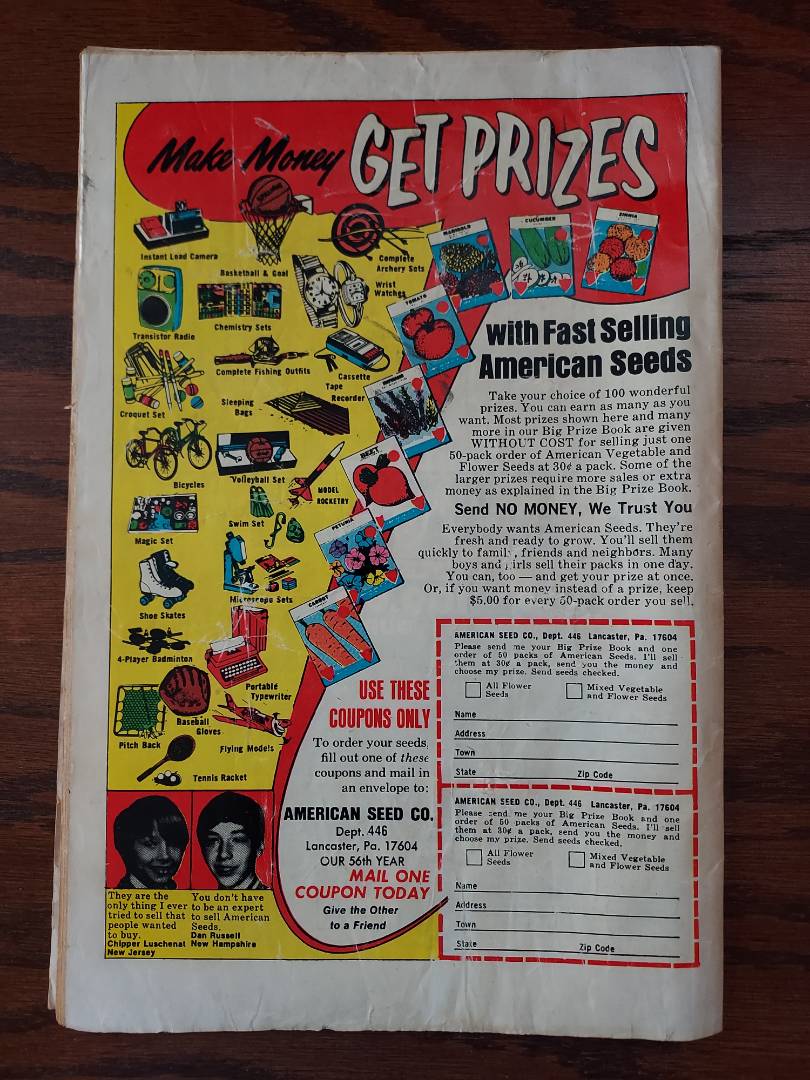 Make Money GET PRIZES
Instant Load Camera
Basketball & Goal
Complete
Archery Sets
Wrist
Watches
Transistor Radio
Chemistry Sets
Complete Fishing Outfits
Cassette
Tape
Recorder
Croquet Set
Sleeping
Bags
Bicycles
Volleyball Set
MODEL
ROCKETRY
Magic Set
Swim Set
Shoe Skates
Microscope Sets
4-Player Badminton
Portable
Typewriter
Pitch Back
Baseball
Gloves
Flying Models
Tennis Racket
MARIGOLD
CUCUMBER
ZINNIA
TOMATO
BEET
PETUNIA
CARROT
with Fast Selling
American Seeds
Take your choice of 100 wonderful
prizes. You can earn as many as you
want. Most prizes shown here and many
more in our Big Prize Book are given
WITHOUT COST for selling just one
50-pack order of American Vegetable and
Flower Seeds at 30¢ a pack. Some of the
larger prizes require more sales or extra
money as explained in the Big Prize Book.
Send NO MONEY, We Trust You
Everybody wants American Seeds. They're
fresh and ready to grow. You'll sell them
quickly to famil , friends and neighbors. Many
boys and irls sell their packs in one day.
You can, too — and get your prize at once.
Or, if you want money instead of a prize, keep
$5.00 for every 50-pack order you sell.
USE THESE
COUPONS ONLY
To order your seeds,
fill out one of these
coupons and mail in
an envelope to:
AMERICAN SEED CO.
Dept. 446
Lancaster, Pa. 17604
OUR 56th YEAR
MAIL ONE
COUPON TODAY
Give the Other
to a Friend
They are the
only thing I ever
tried to sell that
people wanted
to buy.
Chipper Luschenat
New Jersey
You don't have
to be an expert
to sell American
Seeds.
Dan Russell
New Hampshire
AMERICAN SEED CO., Dept. 446 Lancaster, Pa. 17604
Please send me your Big Prize Book and one
order of 50 packs of American Seeds. I'll sell
them at 30¢ a pack, send you the money and
choose my prize. Send seeds checked.
All Flower
Seeds
Mixed Vegetable
and Flower Seeds
Name
Address
Town
State Zip Code
AMERICAN SEED CO., Dept. 446 Lancaster, Pa. 17604
Please send me your Big Prize Book and one
order of 50 packs of American Seeds. I'll sell
them at 30¢ a pack, send you the money and
choose my prize. Send seeds checked.
All Flower
Seeds
Mixed Vegetable
and Flower Seeds
Name
Address
Town
State Zip Code